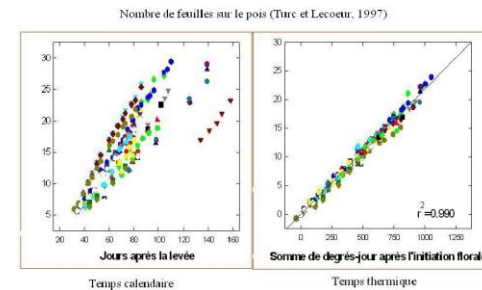 Nombre de feuilles sur le pois (Turc et Lecoeur, 1997)
30
25
20
15
10
5
20 40 60 80 100 120 140 160
Jours après la levée
Temps calendaire
30
25
20
15
10
5
0
0 250 500 750 1000 1250
r²=0.990
Somme de degrés-jour après l'initiation florale
Temps thermique